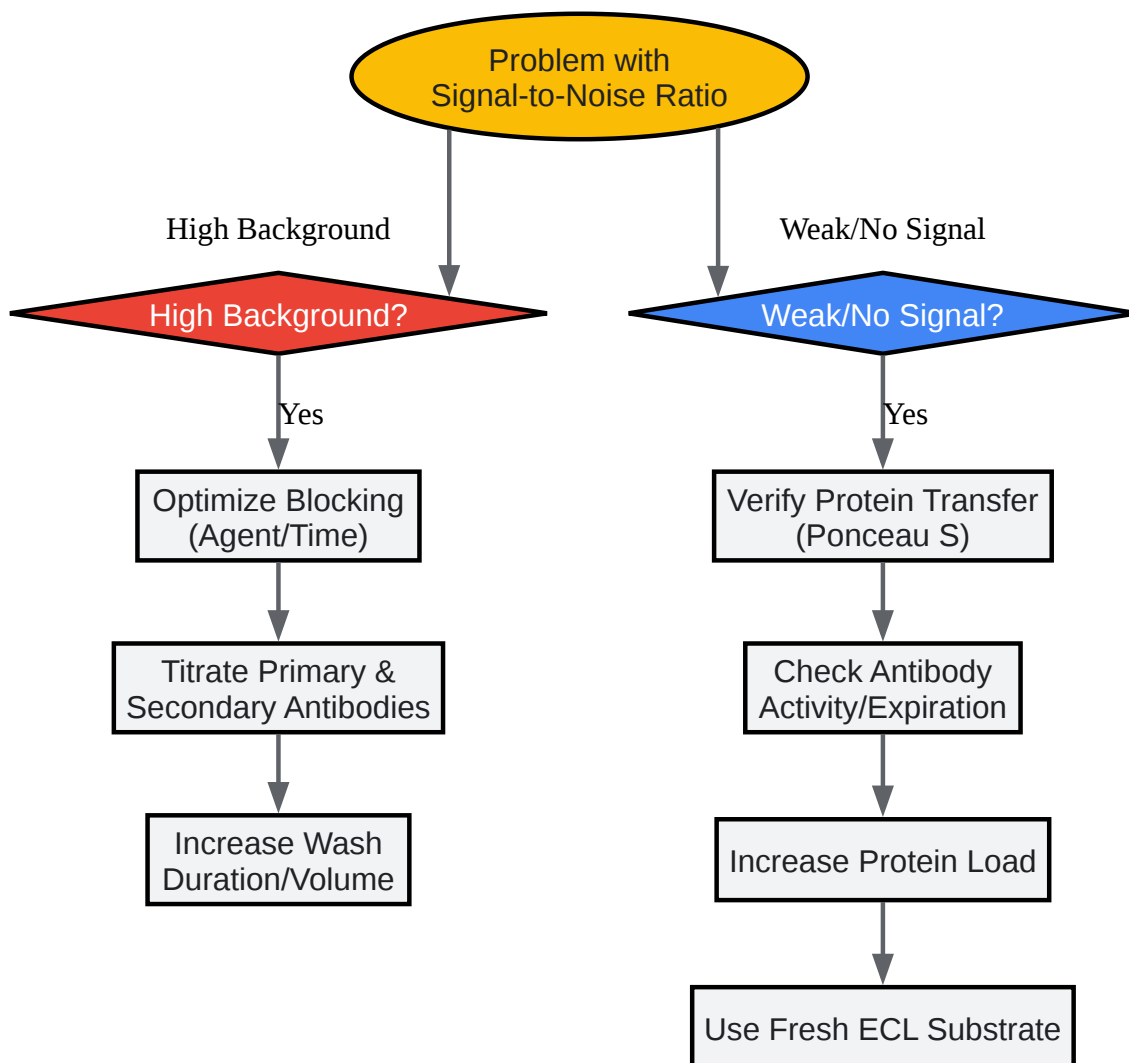 Problem with
Signal-to-Noise Ratio
High Background
Weak/No Signal
High Background?
Weak/No Signal?
Yes
Yes
Optimize Blocking
(Agent/Time)
Verify Protein Transfer
(Ponceau S)
Titrate Primary &
Secondary Antibodies
Check Antibody
Activity/Expiration
Increase Wash
Duration/Volume
Increase Protein Load
Use Fresh ECL Substrate